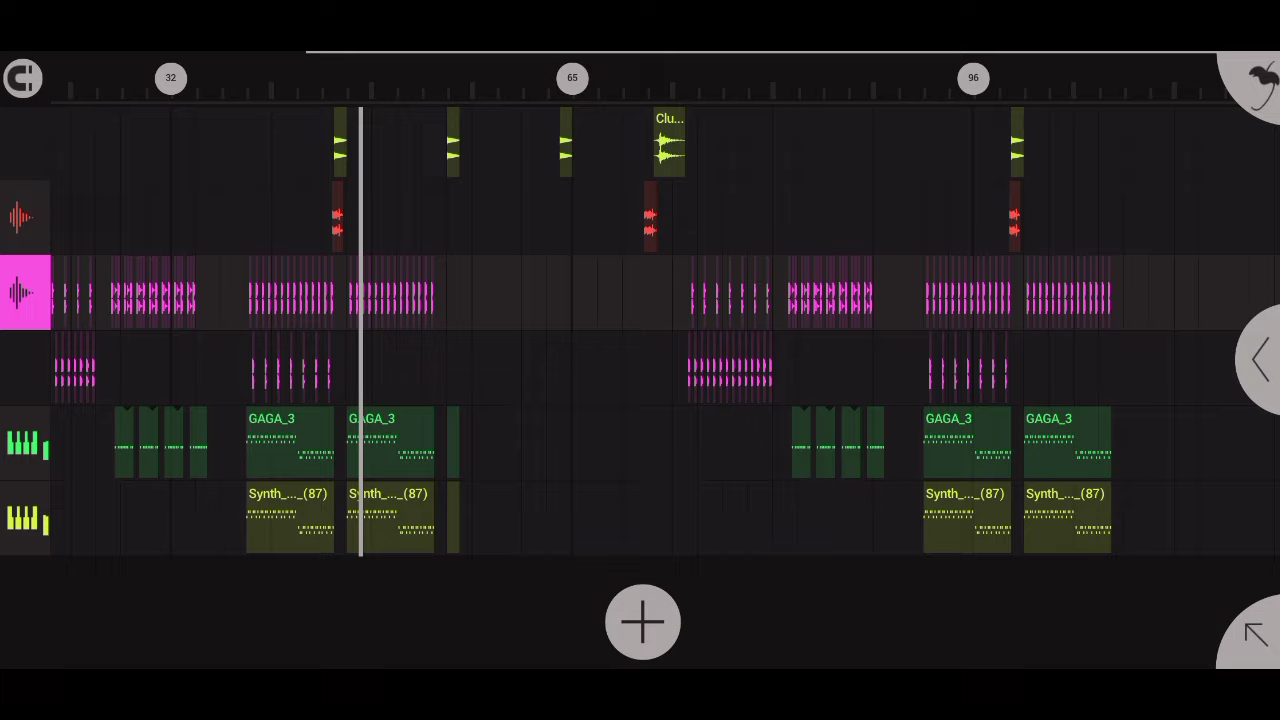 32 65 96
Clu...
GAGA_3 GAGA_3 GAGA_3 GAGA_3
Synth_..._(87) Synth_..._(87) Synth_..._(87) Synth_..._(87)